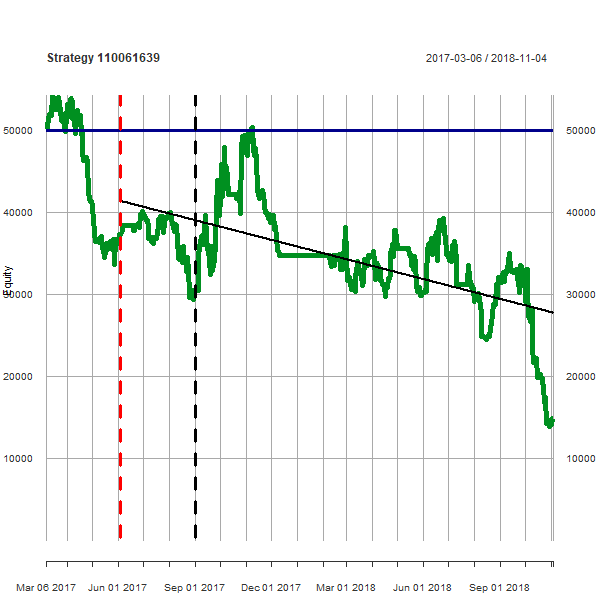 Strategy 110061639
2017-03-06 / 2018-11-04
50000
50000
40000
40000
Equity
30000
30000
20000
20000
10000
10000
Mar 06 2017
Jun 01 2017
Sep 01 2017
Dec 01 2017
Mar 01 2018
Jun 01 2018
Sep 01 2018